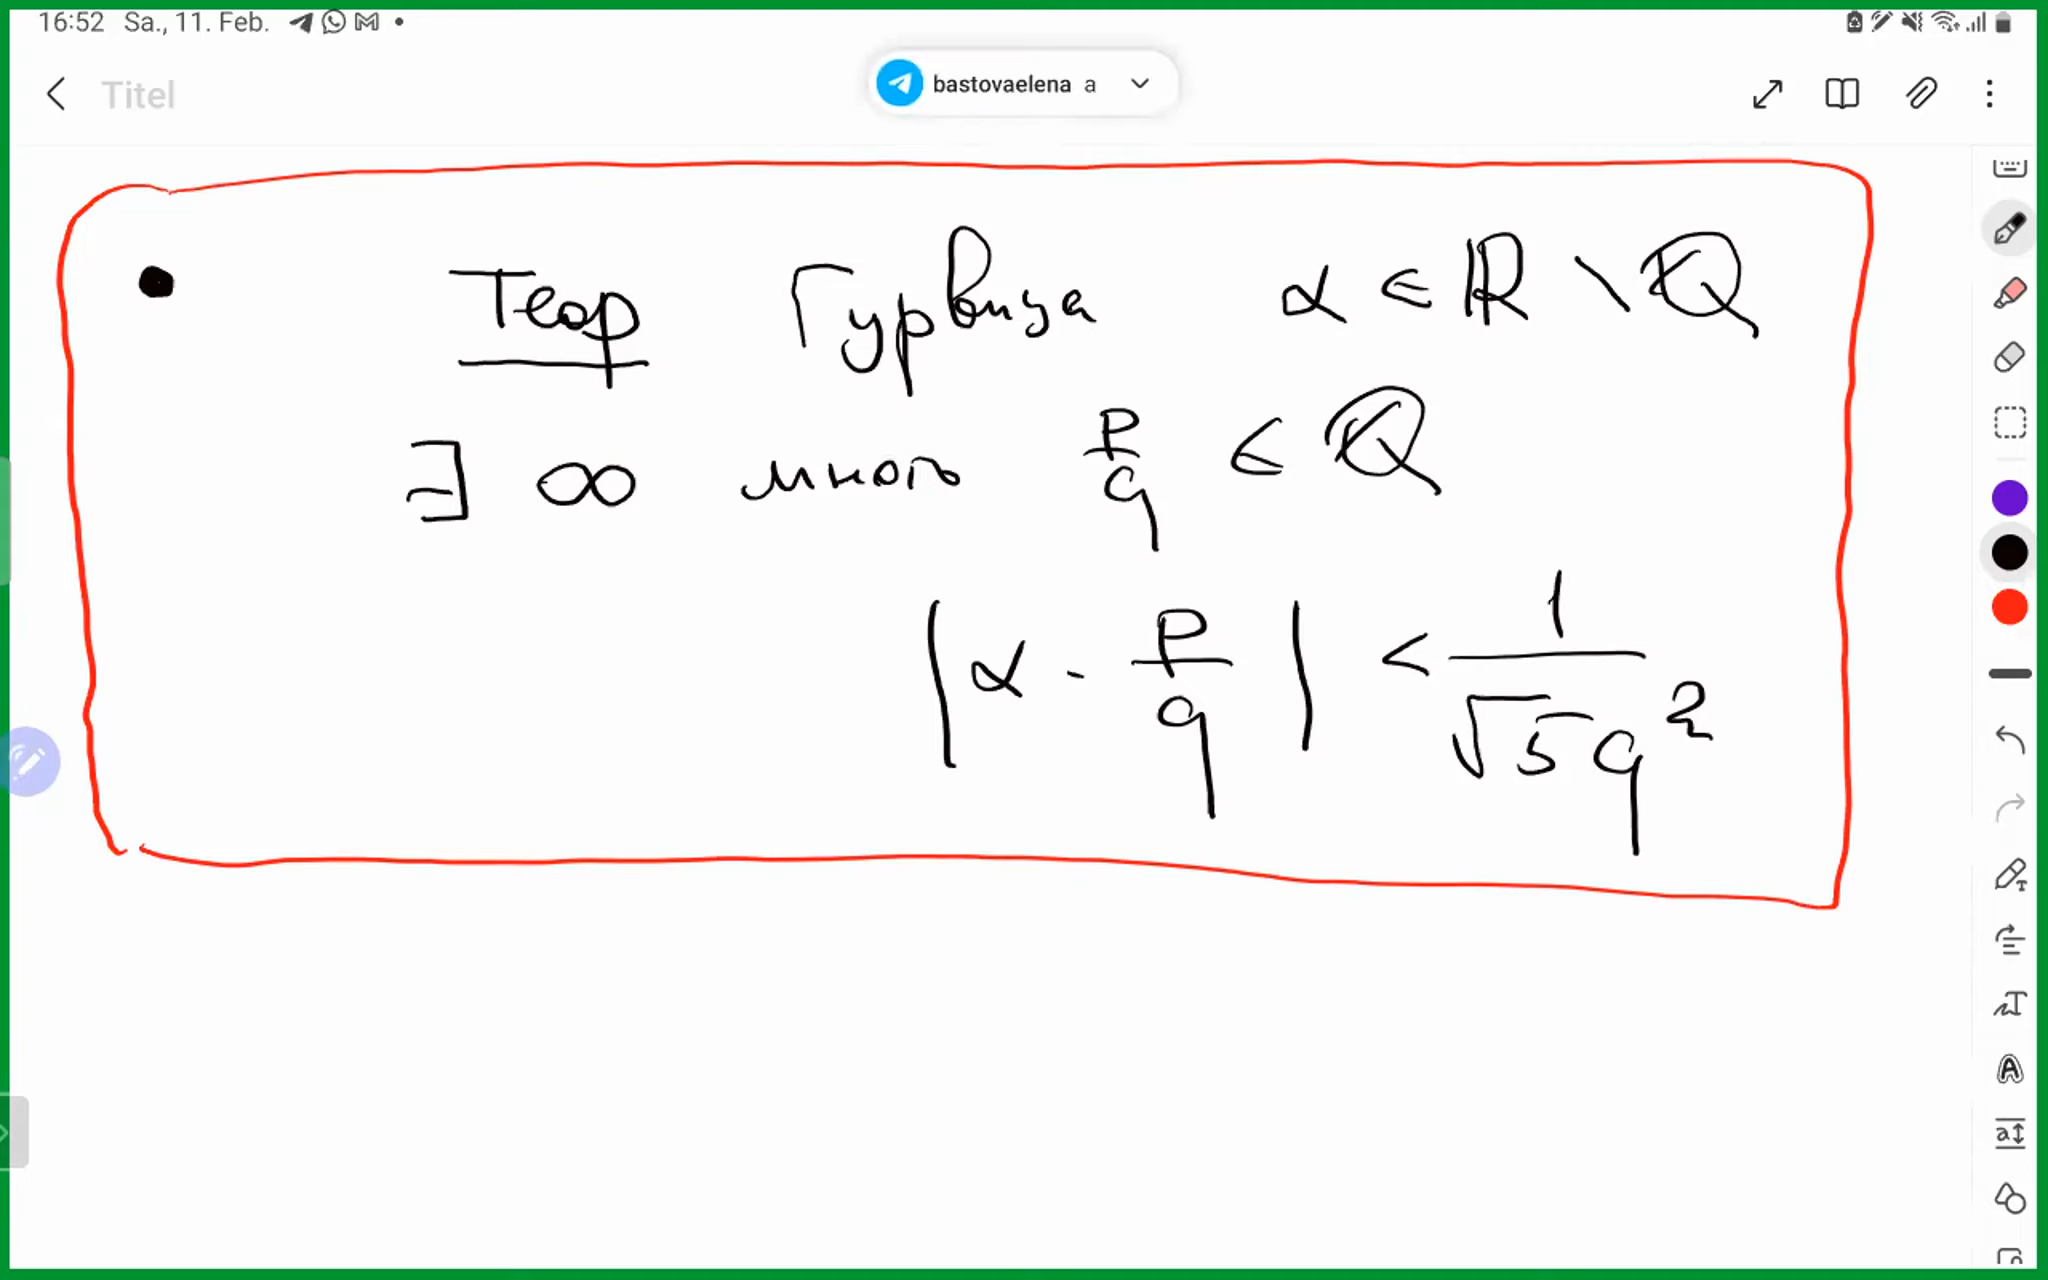 16:52 Sa., 11. Feb.
Titel
bastovaelena a
Теор Гурвица α ∈ ℝ \ ℚ
∃ ∞ много p/q ∈ ℚ
|α - p/q| < 1/(√5 q²)